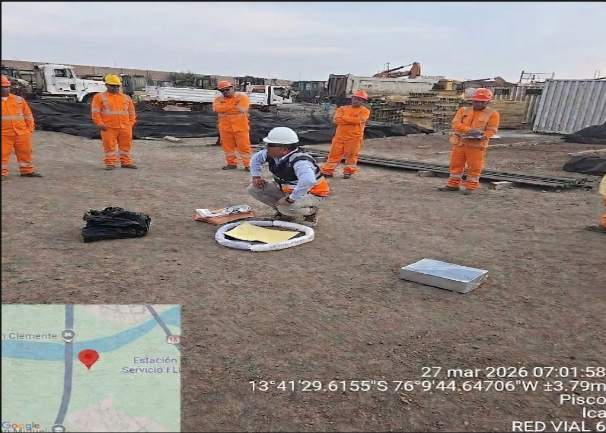 n Clemente
Estación
Servicio I L
Google
27 mar 2026 07:01:58
13°41'29.6155"S 76°9'44.64706"W ±3.79m
Pisco
Ica
RED VIAL 6